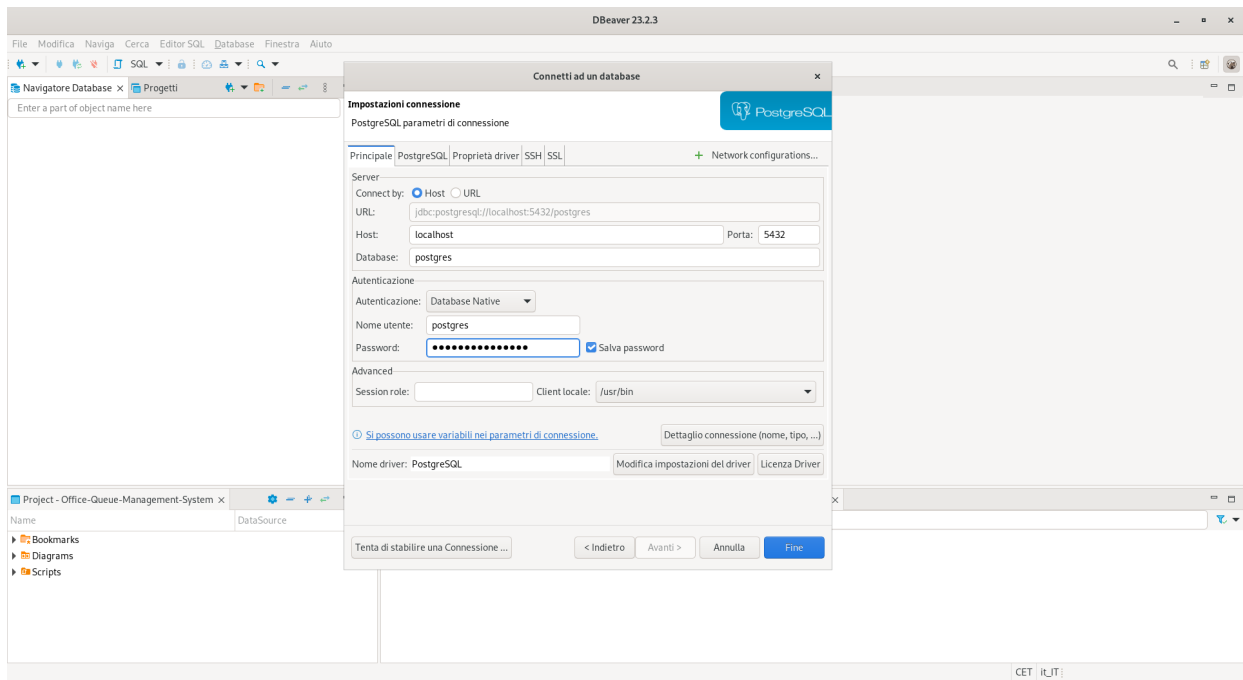 DBeaver 23.2.3
File Modifica Naviga Cerca Editor SQL Database Finestra Aiuto
SQL
Navigatore Database Progetti
Enter a part of object name here
Connetti ad un database
Impostazioni connessione
PostgreSQL parametri di connessione
PostgreSQL
Principale PostgreSQL Proprietà driver SSH SSL Network configurations...
Server
Connect by: Host URL
URL: jdbc:postgresql://localhost:5432/postgres
Host: localhost Porta: 5432
Database: postgres
Autenticazione
Autenticazione: Database Native
Nome utente: postgres
Password: ●●●●●●●●●●●●●●● Salva password
Advanced
Session role: Client locale: /usr/bin
Si possono usare variabili nei parametri di connessione. Dettaglio connessione (nome, tipo, ...)
Nome driver: PostgreSQL Modifica impostazioni del driver Licenza Driver
Tenta di stabilire una Connessione ... < Indietro Avanti > Annulla Fine
Project - Office-Queue-Management-System
Name DataSource
Bookmarks
Diagrams
Scripts
CET it_IT